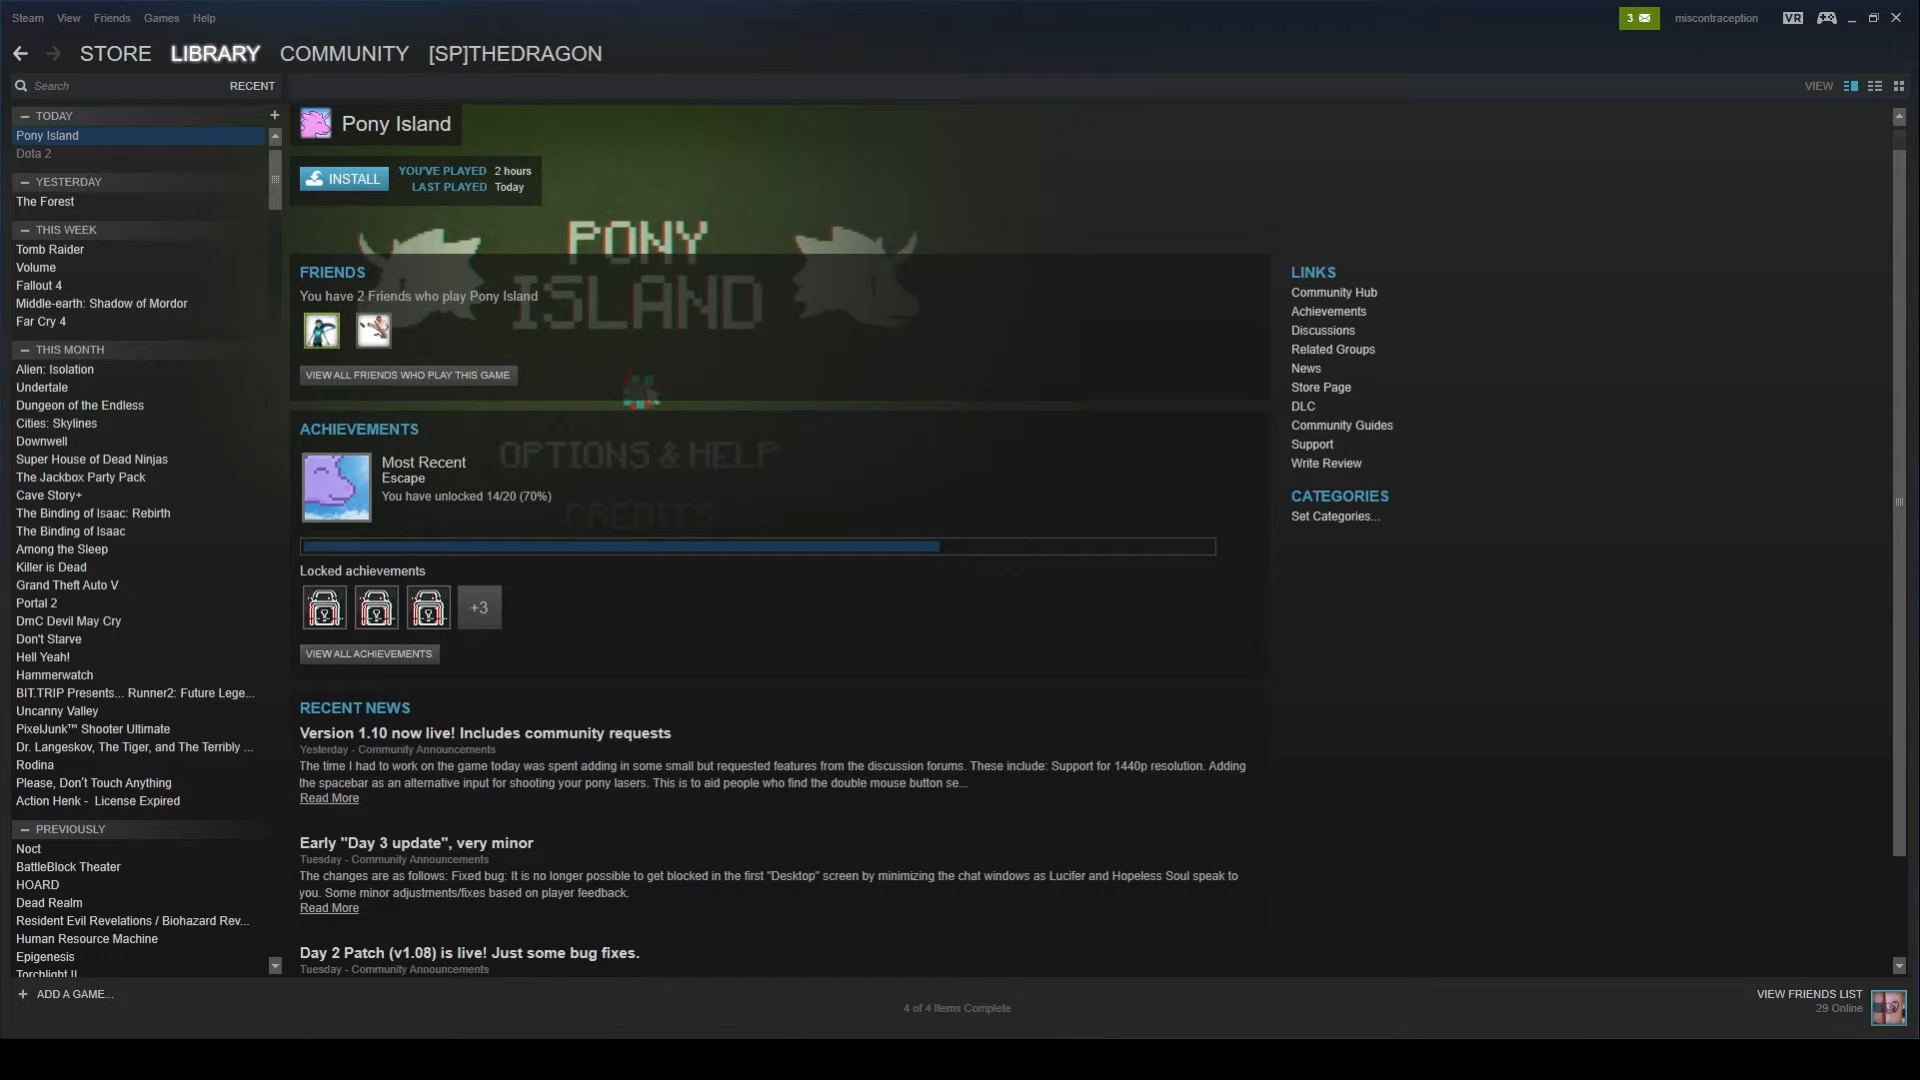 Steam View Friends Games Help
3
miscontraception
VR
STORE LIBRARY COMMUNITY [SP]THEDRAGON
Search
RECENT
VIEW
— TODAY +
Pony Island
Dota 2
— YESTERDAY
The Forest
— THIS WEEK
Tomb Raider
Volume
Fallout 4
Middle-earth: Shadow of Mordor
Far Cry 4
— THIS MONTH
Alien: Isolation
Undertale
Dungeon of the Endless
Cities: Skylines
Downwell
Super House of Dead Ninjas
The Jackbox Party Pack
Cave Story+
The Binding of Isaac: Rebirth
The Binding of Isaac
Among the Sleep
Killer is Dead
Grand Theft Auto V
Portal 2
DmC Devil May Cry
Don't Starve
Hell Yeah!
Hammerwatch
BIT.TRIP Presents... Runner2: Future Lege...
Uncanny Valley
PixelJunk™ Shooter Ultimate
Dr. Langeskov, The Tiger, and The Terribly ...
Rodina
Please, Don't Touch Anything
Action Henk - License Expired
— PREVIOUSLY
Noct
BattleBlock Theater
HOARD
Dead Realm
Resident Evil Revelations / Biohazard Rev...
Human Resource Machine
Epigenesis
Torchlight II
+ ADD A GAME...
Pony Island
INSTALL
YOU'VE PLAYED 2 hours
LAST PLAYED Today
PONY
ISLAND
FRIENDS
You have 2 Friends who play Pony Island
VIEW ALL FRIENDS WHO PLAY THIS GAME
ACHIEVEMENTS
OPTIONS & HELP
Most Recent
Escape
You have unlocked 14/20 (70%)
CREDITS
Locked achievements
+3
VIEW ALL ACHIEVEMENTS
RECENT NEWS
Version 1.10 now live! Includes community requests
Yesterday - Community Announcements
The time I had to work on the game today was spent adding in some small but requested features from the discussion forums. These include: Support for 1440p resolution. Adding
the spacebar as an alternative input for shooting your pony lasers. This is to aid people who find the double mouse button se...
Read More
Early "Day 3 update", very minor
Tuesday - Community Announcements
The changes are as follows: Fixed bug: It is no longer possible to get blocked in the first "Desktop" screen by minimizing the chat windows as Lucifer and Hopeless Soul speak to
you. Some minor adjustments/fixes based on player feedback.
Read More
Day 2 Patch (v1.08) is live! Just some bug fixes.
Tuesday - Community Announcements
LINKS
Community Hub
Achievements
Discussions
Related Groups
News
Store Page
DLC
Community Guides
Support
Write Review
CATEGORIES
Set Categories...
4 of 4 Items Complete
VIEW FRIENDS LIST
29 Online